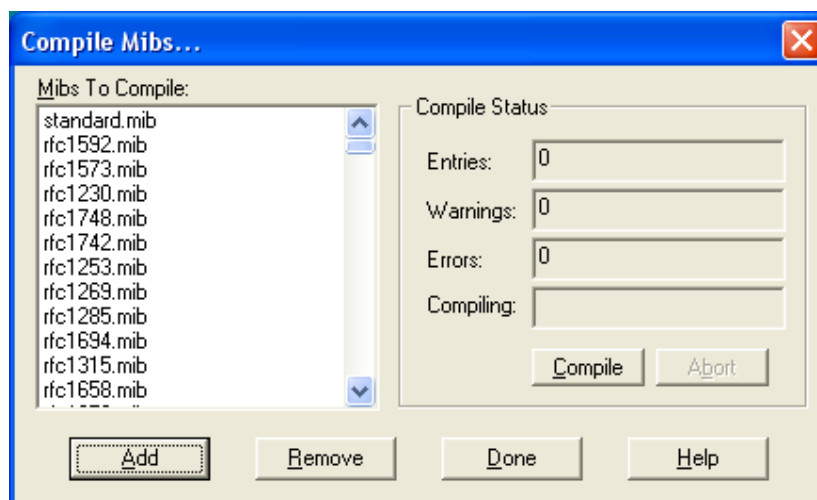 Compile Mibs...
Mibs To Compile:
standard.mib
rfc1592.mib
rfc1573.mib
rfc1230.mib
rfc1748.mib
rfc1742.mib
rfc1253.mib
rfc1269.mib
rfc1285.mib
rfc1694.mib
rfc1315.mib
rfc1658.mib
Compile Status
Entries: 0
Warnings: 0
Errors: 0
Compiling:
Compile Abort
Add Remove Done Help